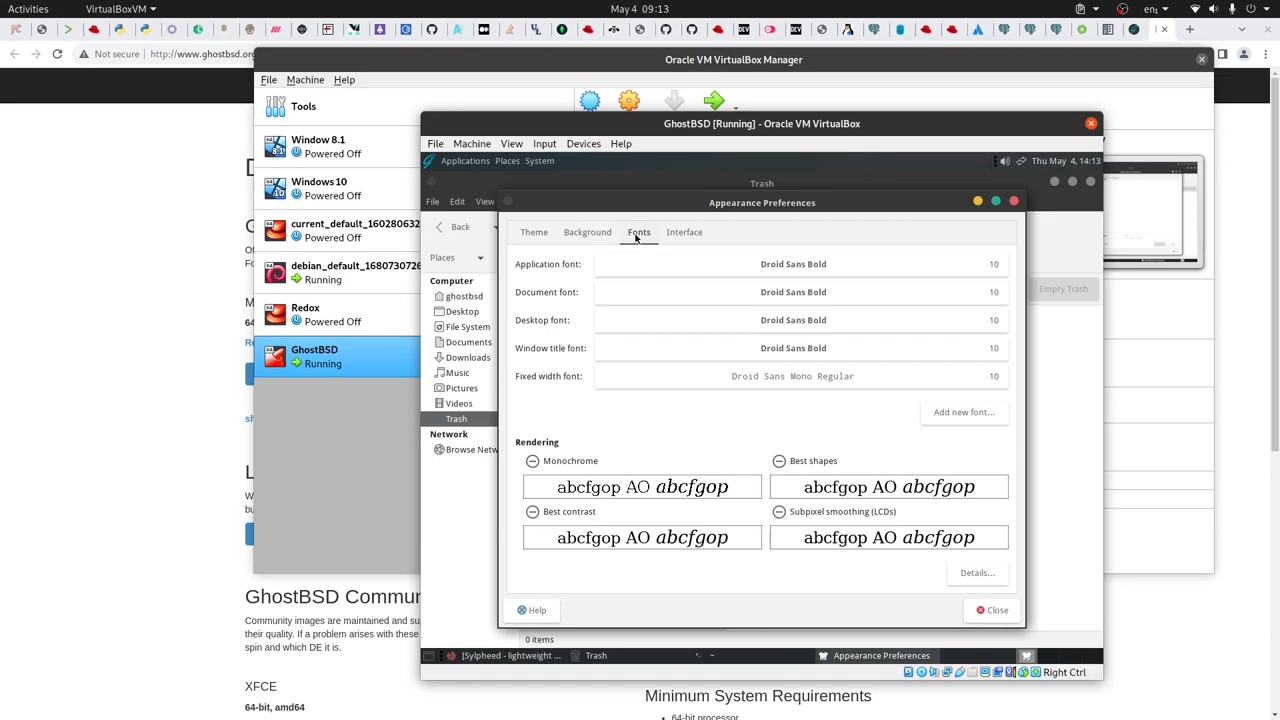 Activities
VirtualBoxVM
May 4 09:13
en
Not secure
http://www.ghostbsd.org
Oracle VM VirtualBox Manager
File Machine Help
Tools
Window 8.1
Powered Off
Windows 10
Powered Off
current_default_160280632
Powered Off
debian_default_1680730726
Running
Redox
Powered Off
GhostBSD
Running
GhostBSD [Running] - Oracle VM VirtualBox
File Machine View Input Devices Help
Applications Places System
Thu May 4, 14:13
Trash
File Edit View
Back
Places
Computer
ghostbsd
Desktop
File System
Documents
Downloads
Music
Pictures
Videos
Trash
Network
Browse Netw
Empty Trash
0 items
Appearance Preferences
Theme Background Fonts Interface
Application font: Droid Sans Bold 10
Document font: Droid Sans Bold 10
Desktop font: Droid Sans Bold 10
Window title font: Droid Sans Bold 10
Fixed width font: Droid Sans Mono Regular 10
Add new font...
Rendering
Monochrome
Best shapes
abcfgop AO abcfgop
abcfgop AO abcfgop
Best contrast
Subpixel smoothing (LCDs)
abcfgop AO abcfgop
abcfgop AO abcfgop
Details...
Help
Close
[Sylpheed - lightweight ...
Trash
~
Appearance Preferences
Right Ctrl
GhostBSD Commu
Community images are maintained and su
their quality. If a problem arises with these
spin and which DE it is.
XFCE
64-bit, amd64
Minimum System Requirements
64-bit processor